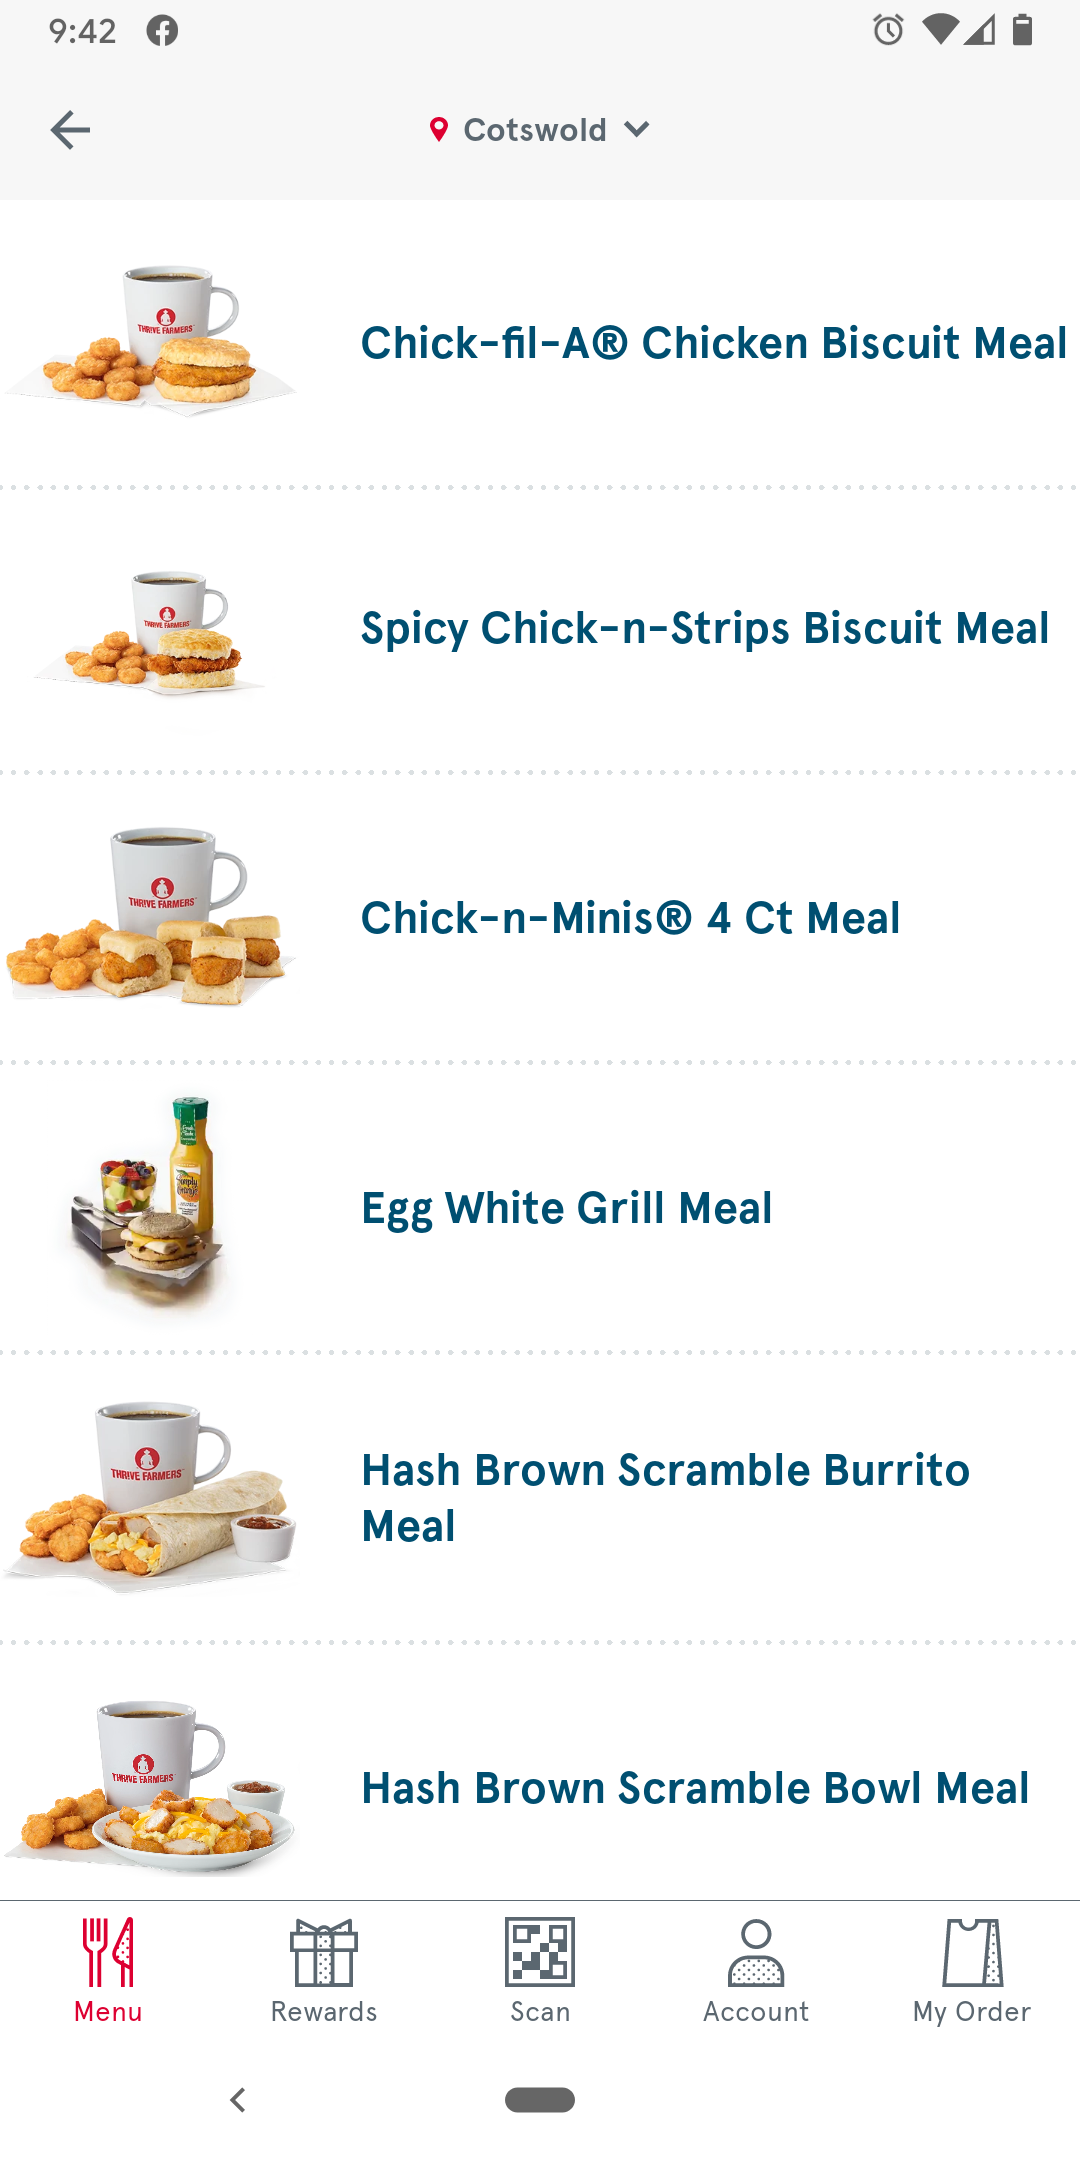 9:42
Cotswold
THRIVE FARMERS
Chick-fil-A® Chicken Biscuit Meal
THRIVE FARMERS
Spicy Chick-n-Strips Biscuit Meal
THRIVE FARMERS
Chick-n-Minis® 4 Ct Meal
Simply
Orange
Egg White Grill Meal
THRIVE FARMERS
Hash Brown Scramble Burrito
Meal
THRIVE FARMERS
Hash Brown Scramble Bowl Meal
Menu
Rewards
Scan
Account
My Order